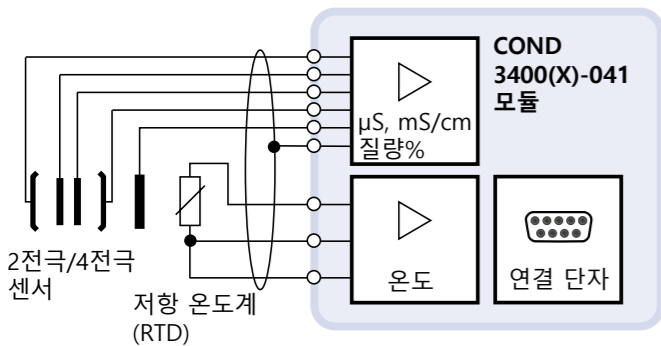 COND
3400(X)-041
모듈
µS, mS/cm
질량%
온도
연결 단자
2전극/4전극
센서
저항 온도계
(RTD)